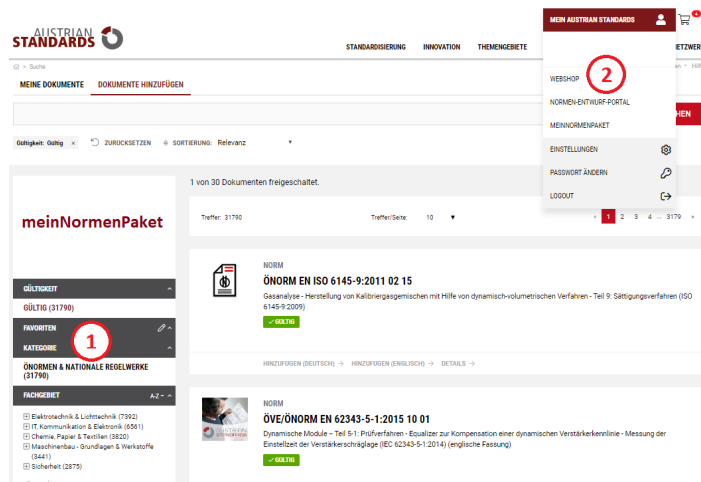 AUSTRIAN
STANDARDS
MEIN AUSTRIAN STANDARDS
STANDARDISIERUNG INNOVATION THEMENGEBIETE
> Suche
MEINE DOKUMENTE DOKUMENTE HINZUFÜGEN
WEBSHOP
2
NORMEN-ENTWURF-PORTAL
MEINNORMENPAKET
EINSTELLUNGEN
PASSWORT ÄNDERN
LOGOUT
Gültigkeit: Gültig × ZURÜCKSETZEN SORTIERUNG: Relevanz
1 von 30 Dokumenten freigeschaltet.
meinNormenPaket
Treffer: 31790 Treffer/Seite: 10 1 2 3 4 ... 3179
GÜLTIGKEIT
GÜLTIG (31790)
FAVORITEN
1
KATEGORIE
ÖNORMEN & NATIONALE REGELWERKE
(31790)
FACHGEBIET A-Z
Elektrotechnik & Lichttechnik (7392)
IT, Kommunikation & Elektronik (6561)
Chemie, Papier & Textilien (3820)
Maschinenbau - Grundlagen & Werkstoffe
(3441)
Sicherheit (2875)
NORM
ÖNORM EN ISO 6145-9:2011 02 15
Gasanalyse - Herstellung von Kalibriergasgemischen mit Hilfe von dynamisch-volumetrischen Verfahren - Teil 9: Sättigungsverfahren (ISO
6145-9:2009)
✓ GÜLTIG
HINZUFÜGEN (DEUTSCH) → HINZUFÜGEN (ENGLISCH) → DETAILS →
NORM
ÖVE/ÖNORM EN 62343-5-1:2015 10 01
Dynamische Module – Teil 5-1: Prüfverfahren - Equalizer zur Kompensation einer dynamischen Verstärkerkennlinie - Messung der
Einstellzeit der Verstärkerschräglage (IEC 62343-5-1:2014) (englische Fassung)
✓ GÜLTIG